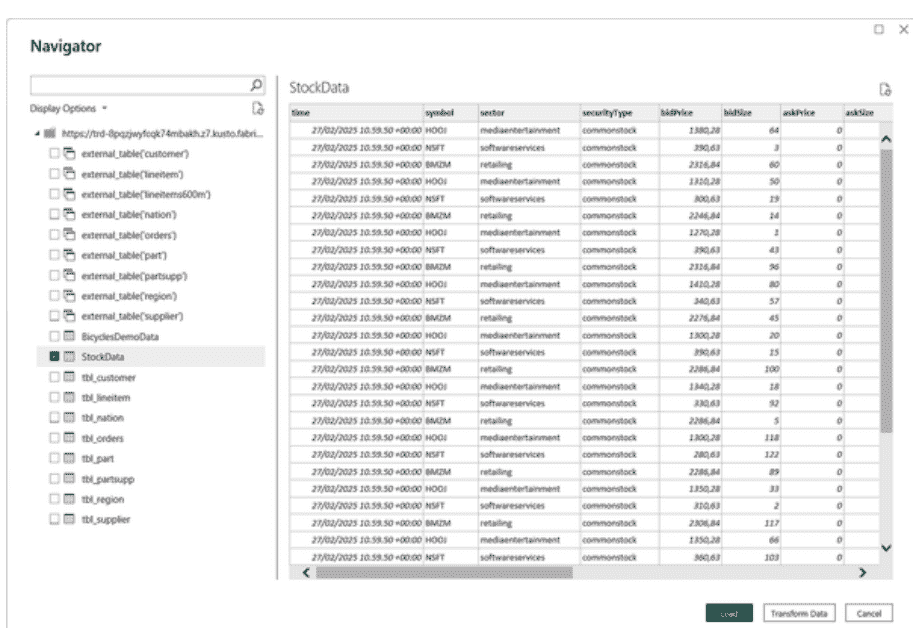 Navigator
Display Options
https://trd-8pqzjwyfcqk74mbakh.z7.kusto.fabri...
external_table('customer')
external_table('lineitem')
external_table('lineitems600m')
external_table('nation')
external_table('orders')
external_table('part')
external_table('partsupp')
external_table('region')
external_table('supplier')
BicyclesDemoData
StockData
tbl_customer
tbl_lineitem
tbl_nation
tbl_orders
tbl_part
tbl_partsupp
tbl_region
tbl_supplier
StockData
time symbol sector securityType bidPrice bidSize askPrice askSize
27/02/2025 10.59.50 +00:00 HOOJ mediaentertainment commonstock 1380,28 64 0
27/02/2025 10.59.50 +00:00 NSFT softwareservices commonstock 390,63 3 0
27/02/2025 10.59.50 +00:00 BMZM retailing commonstock 2316,84 60 0
27/02/2025 10.59.50 +00:00 HOOJ mediaentertainment commonstock 1310,28 50 0
27/02/2025 10.59.50 +00:00 NSFT softwareservices commonstock 300,63 19 0
27/02/2025 10.59.50 +00:00 BMZM retailing commonstock 2246,84 14 0
27/02/2025 10.59.50 +00:00 HOOJ mediaentertainment commonstock 1270,28 1 0
27/02/2025 10.59.50 +00:00 NSFT softwareservices commonstock 390,63 43 0
27/02/2025 10.59.50 +00:00 BMZM retailing commonstock 2316,84 96 0
27/02/2025 10.59.50 +00:00 HOOJ mediaentertainment commonstock 1410,28 80 0
27/02/2025 10.59.50 +00:00 NSFT softwareservices commonstock 340,63 57 0
27/02/2025 10.59.50 +00:00 BMZM retailing commonstock 2276,84 45 0
27/02/2025 10.59.50 +00:00 HOOJ mediaentertainment commonstock 1300,28 20 0
27/02/2025 10.59.50 +00:00 NSFT softwareservices commonstock 390,63 15 0
27/02/2025 10.59.50 +00:00 BMZM retailing commonstock 2286,84 100 0
27/02/2025 10.59.50 +00:00 HOOJ mediaentertainment commonstock 1340,28 18 0
27/02/2025 10.59.50 +00:00 NSFT softwareservices commonstock 330,63 92 0
27/02/2025 10.59.50 +00:00 BMZM retailing commonstock 2286,84 5 0
27/02/2025 10.59.50 +00:00 HOOJ mediaentertainment commonstock 1300,28 118 0
27/02/2025 10.59.50 +00:00 NSFT softwareservices commonstock 280,63 122 0
27/02/2025 10.59.50 +00:00 BMZM retailing commonstock 2286,84 89 0
27/02/2025 10.59.50 +00:00 HOOJ mediaentertainment commonstock 1350,28 33 0
27/02/2025 10.59.50 +00:00 NSFT softwareservices commonstock 310,63 2 0
27/02/2025 10.59.50 +00:00 BMZM retailing commonstock 2306,84 117 0
27/02/2025 10.59.50 +00:00 HOOJ mediaentertainment commonstock 1350,28 66 0
27/02/2025 10.59.50 +00:00 NSFT softwareservices commonstock 360,63 103 0
Load Transform Data Cancel